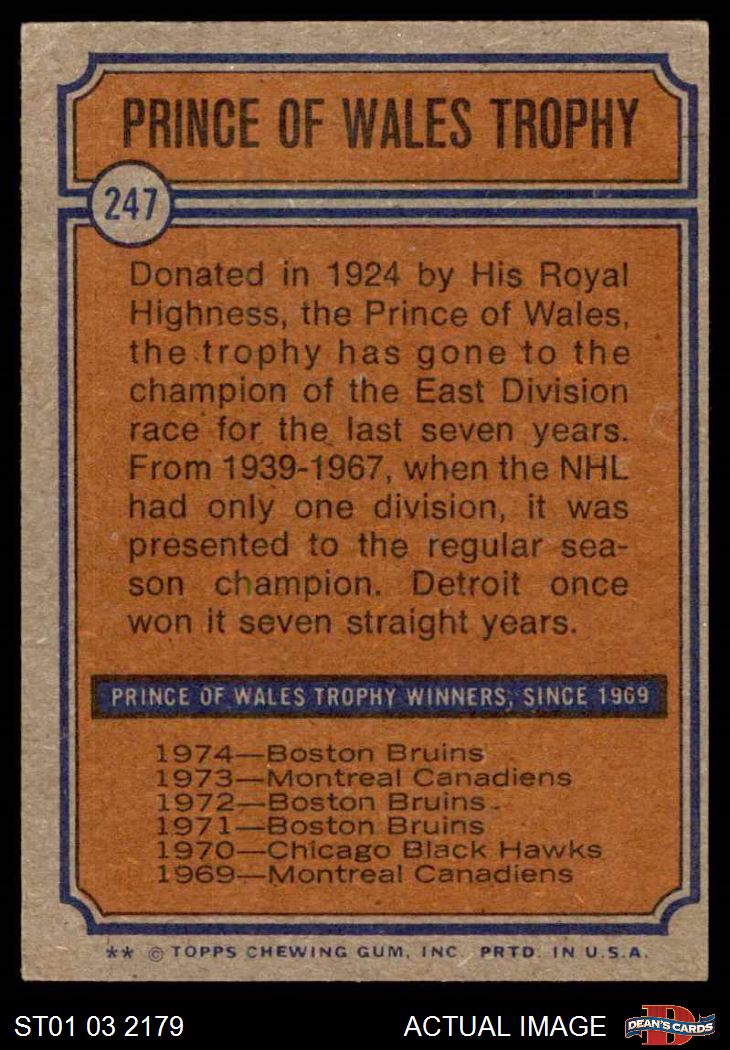 PRINCE OF WALES TROPHY
247
Donated in 1924 by His Royal
Highness, the Prince of Wales,
the trophy has gone to the
champion of the East Division
race for the last seven years.
From 1939-1967, when the NHL
had only one division, it was
presented to the regular sea-
son champion. Detroit once
won it seven straight years.
PRINCE OF WALES TROPHY WINNERS, SINCE 1969
1974—Boston Bruins
1973—Montreal Canadiens
1972—Boston Bruins
1971—Boston Bruins
1970—Chicago Black Hawks
1969—Montreal Canadiens
** © TOPPS CHEWING GUM, INC. PRTD. IN U.S.A.
ST01 03 2179 ACTUAL IMAGE
D
DEAN'S CARDS